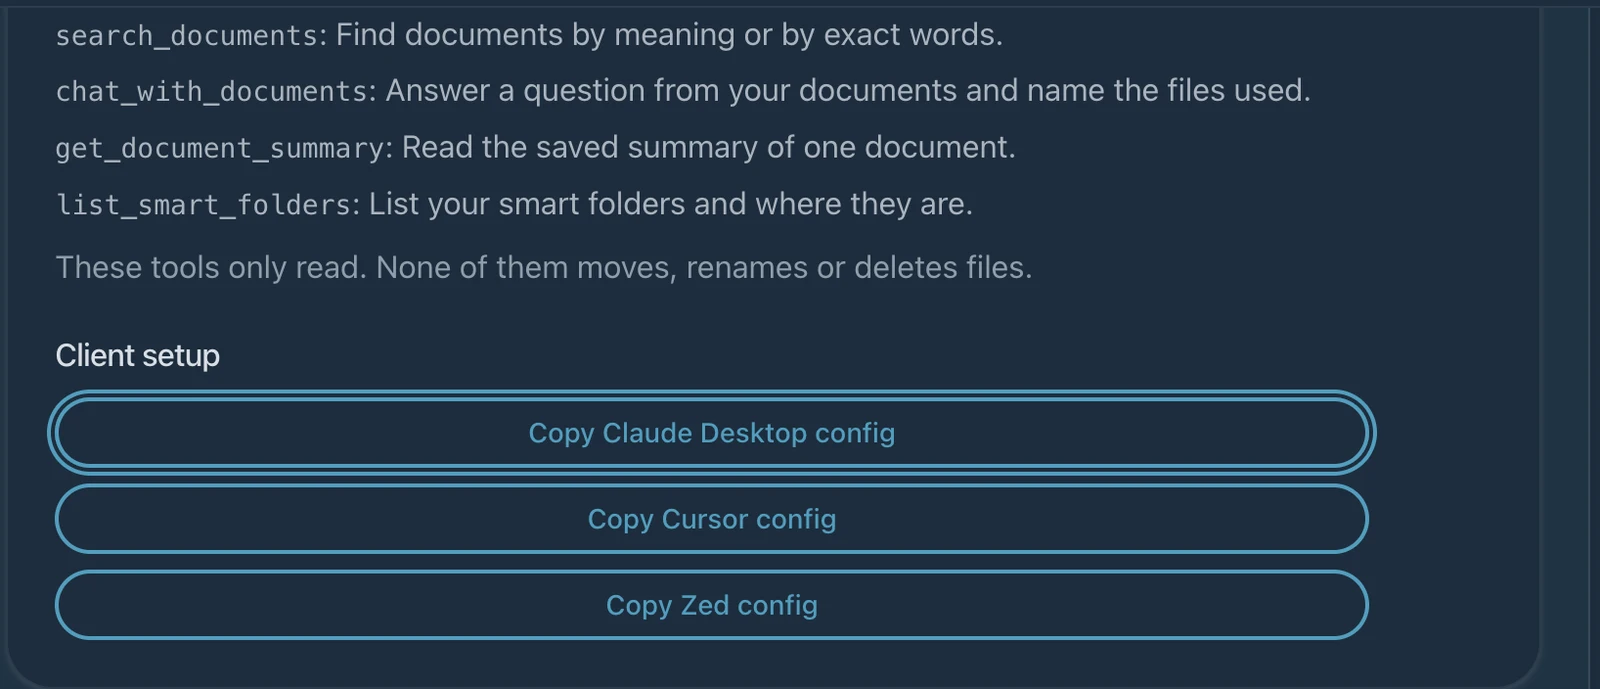 search_documents: Find documents by meaning or by exact words.
chat_with_documents: Answer a question from your documents and name the files used.
get_document_summary: Read the saved summary of one document.
list_smart_folders: List your smart folders and where they are.
These tools only read. None of them moves, renames or deletes files.
Client setup
Copy Claude Desktop config
Copy Cursor config
Copy Zed config